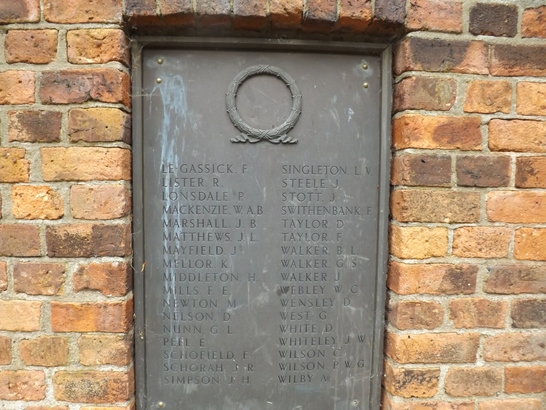 LE-GASSICK. F.
LISTER R.
LONSDALE P.
MACKENZIE. W.A.B.
MARSHALL. J. B.
MATTHEWS. J. L.
MAYFIELD. J.
MELLOR. K.
MIDDLETON. H.
MILLS. F. E.
NEWTON. M.
NELSON. D.
NUNN. G. L.
PEEL. E.
SCHOFIELD. F.
SCHORAH. R. R.
SIMPSON. J. H.
SINGLETON. L. V.
STEELE. J.
STOTT. J.
SWITHENBANK. F.
TAYLOR. D.
TAYLOR. F.
WALKER. B. L.
WALKER. G. S.
WALKER. J.
WEBLEY. W. C.
WENSLEY. D.
WEST. G.
WHITE. D.
WHITELEY. J. W.
WILSON. C.
WILSON. P. W. G.
WILBY. A.